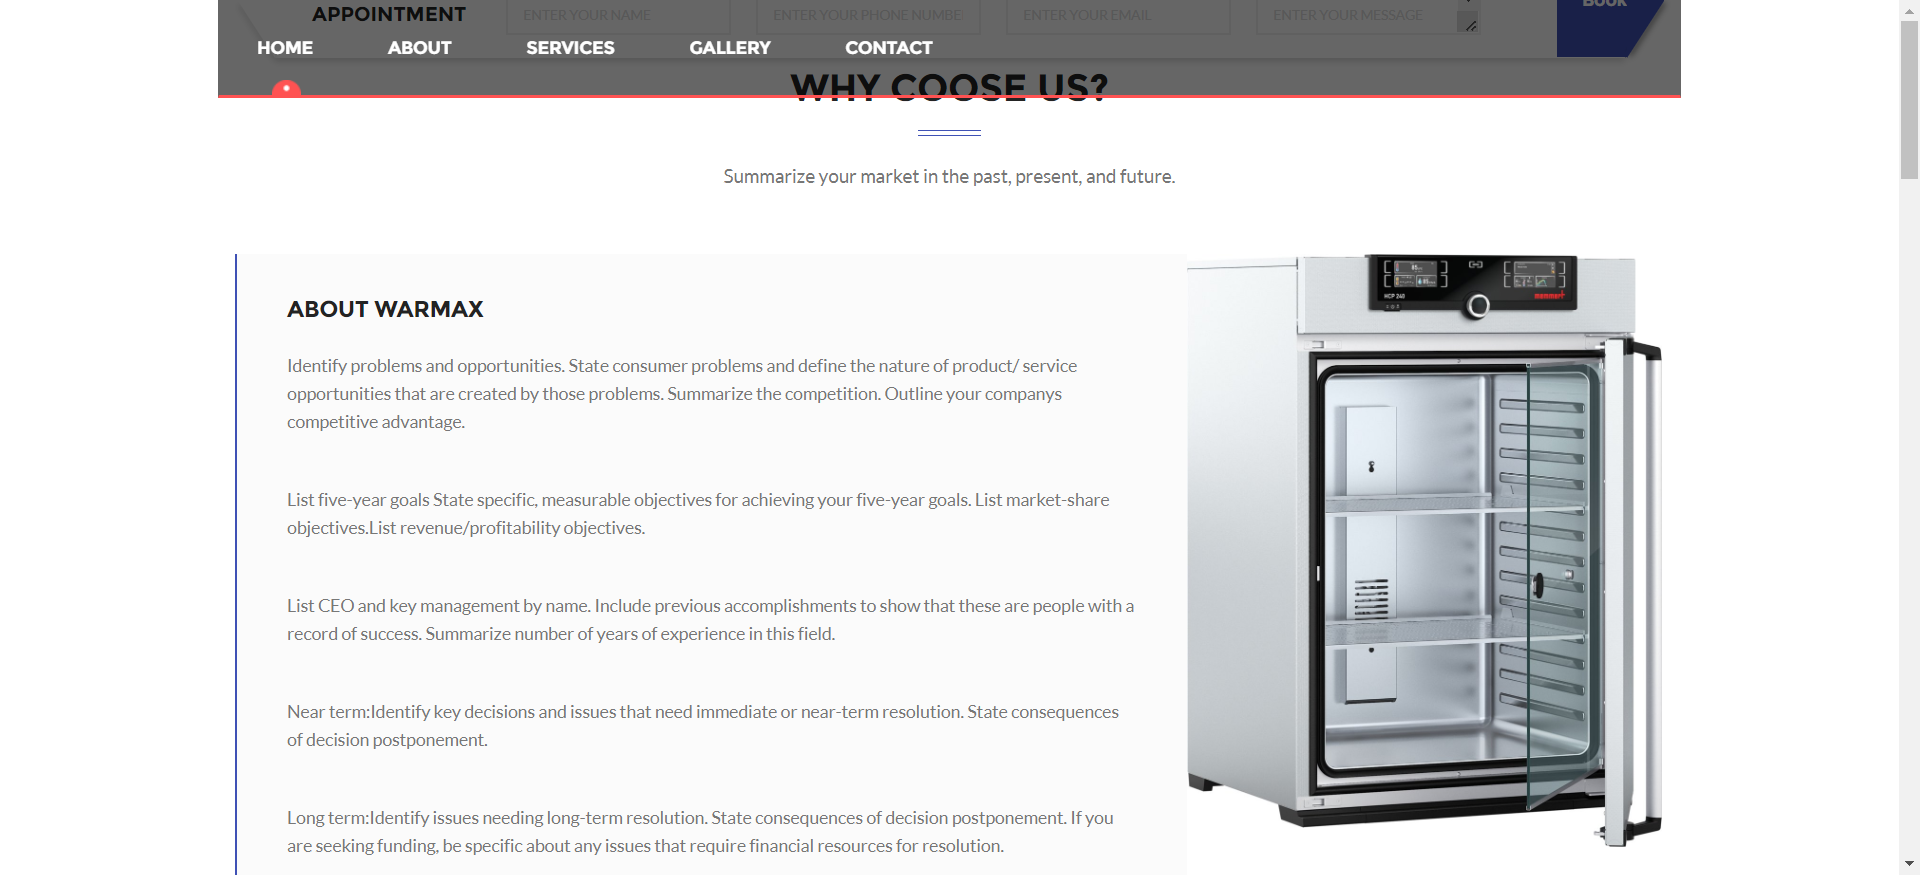 APPOINTMENT ENTER YOUR NAME ENTER YOUR PHONE NUMBE ENTER YOUR EMAIL ENTER YOUR MESSAGE Book
HOME ABOUT SERVICES GALLERY CONTACT
WHY COOSE US?
Summarize your market in the past, present, and future.
ABOUT WARMAX
Identify problems and opportunities. State consumer problems and define the nature of product/ service
opportunities that are created by those problems. Summarize the competition. Outline your companys
competitive advantage.
List five-year goals State specific, measurable objectives for achieving your five-year goals. List market-share
objectives.List revenue/profitability objectives.
List CEO and key management by name. Include previous accomplishments to show that these are people with a
record of success. Summarize number of years of experience in this field.
Near term:Identify key decisions and issues that need immediate or near-term resolution. State consequences
of decision postponement.
Long term:Identify issues needing long-term resolution. State consequences of decision postponement. If you
are seeking funding, be specific about any issues that require financial resources for resolution.
HCP 240
memmert